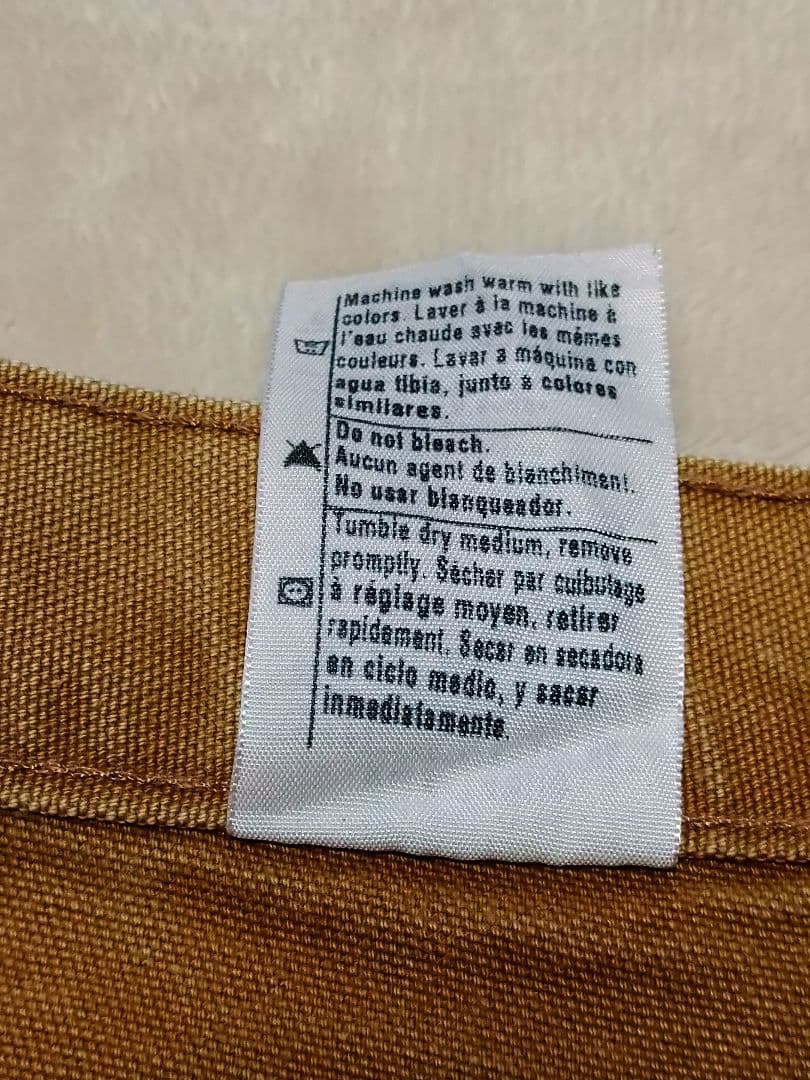 Machine wash warm with like
colors. Laver à la machine à
l'eau chaude avec les mêmes
couleurs. Lavar a máquina con
agua tibia, junto a colores
similares.
Do not bleach.
Aucun agent de blanchiment.
No usar blanqueador.
Tumble dry medium, remove
promptly. Sécher par culbutage
à réglage moyen, retirer
rapidement. Secar en secadora
en ciclo medio, y sacar
inmediatamente.